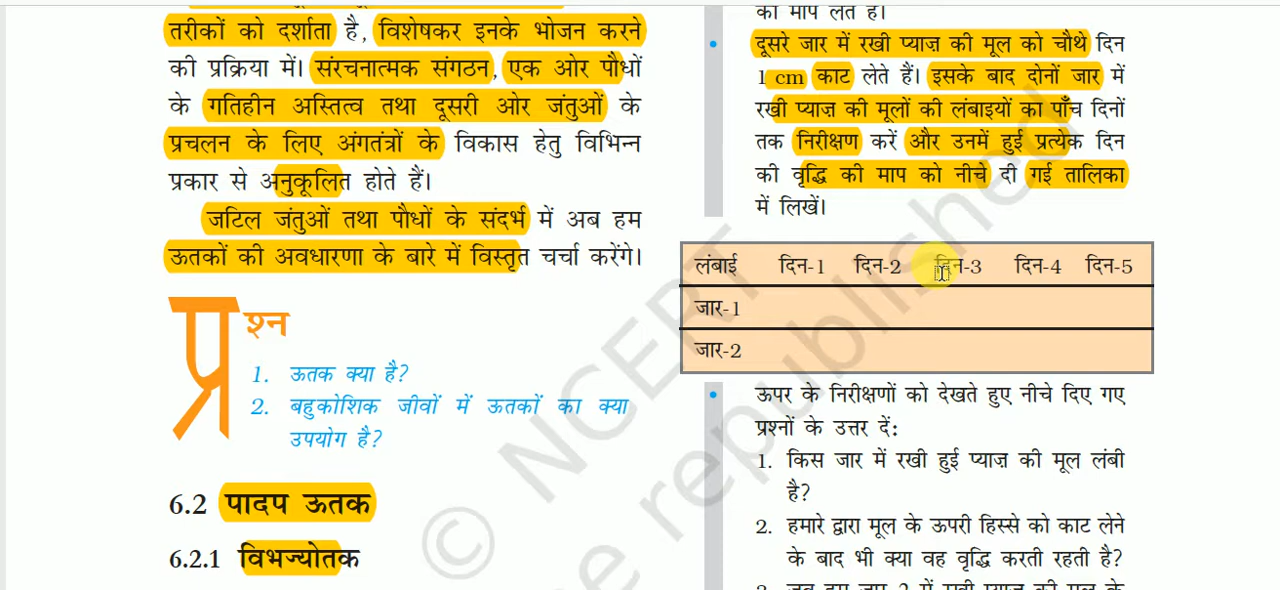 तरीकों को दर्शाता है, विशेषकर इनके भोजन करने
की प्रक्रिया में। संरचनात्मक संगठन, एक ओर पौधों
के गतिहीन अस्तित्व तथा दूसरी ओर जंतुओं के
प्रचलन के लिए अंगतंत्रों के विकास हेतु विभिन्न
प्रकार से अनुकूलित होते हैं।
जटिल जंतुओं तथा पौधों के संदर्भ में अब हम
ऊतकों की अवधारणा के बारे में विस्तृत चर्चा करेंगे।
प्रश्न
1. ऊतक क्या है?
2. बहुकोशिक जीवों में ऊतकों का क्या
उपयोग है?
6.2 पादप ऊतक
6.2.1 विभज्योतक
को माप लेते हैं।
• दूसरे जार में रखी प्याज़ की मूल को चौथे दिन
1 cm काट लेते हैं। इसके बाद दोनों जार में
रखी प्याज़ की मूलों की लंबाइयों को पाँच दिनों
तक निरीक्षण करें और उनमें हुई प्रत्येक दिन
की वृद्धि की माप को नीचे दी गई तालिका
में लिखें।
लंबाई दिन-1 दिन-2 दिन-3 दिन-4 दिन-5
जार-1
जार-2
• ऊपर के निरीक्षणों को देखते हुए नीचे दिए गए
प्रश्नों के उत्तर दें:
1. किस जार में रखी हुई प्याज़ की मूल लंबी
है?
2. हमारे द्वारा मूल के ऊपरी हिस्से को काट लेने
के बाद भी क्या वह वृद्धि करती रहती है?
© NCERT
be republished